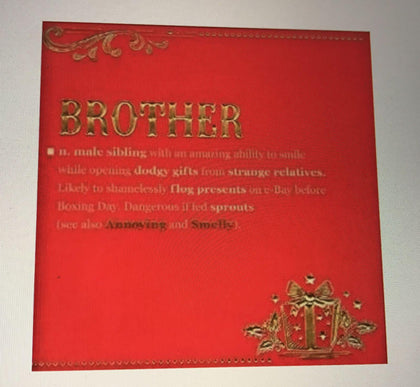 BROTHER
n. male sibling with an amazing ability to smile
while opening dodgy gifts from strange relatives.
Likely to shamelessly flog presents on e-Bay before
Boxing Day. Dangerous if fed sprouts
(see also Annoying and Smelly).